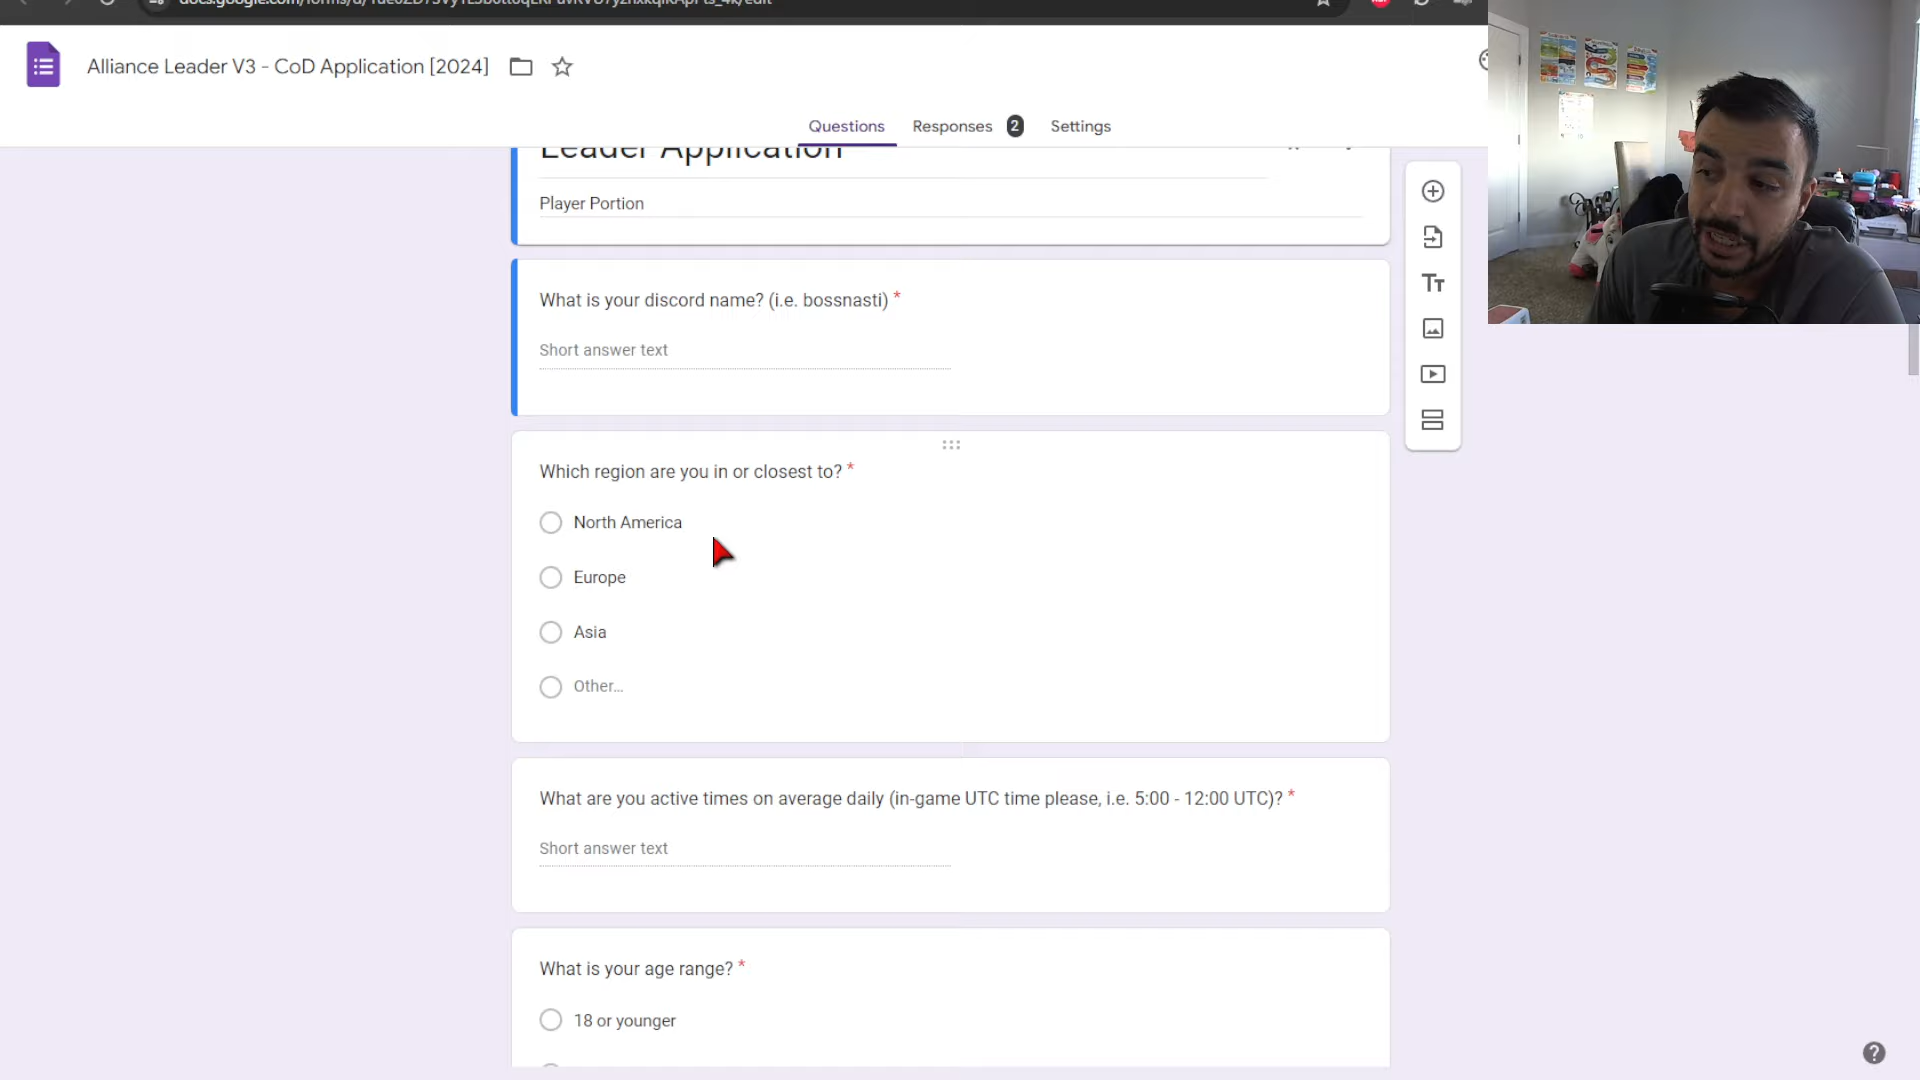 Alliance Leader V3 - CoD Application [2024]
Questions
Responses 2
Settings
Leader Application
Player Portion
What is your discord name? (i.e. bossnasti) *
Short answer text
Which region are you in or closest to? *
North America
Europe
Asia
Other...
What are you active times on average daily (in-game UTC time please, i.e. 5:00 - 12:00 UTC)? *
Short answer text
What is your age range? *
18 or younger